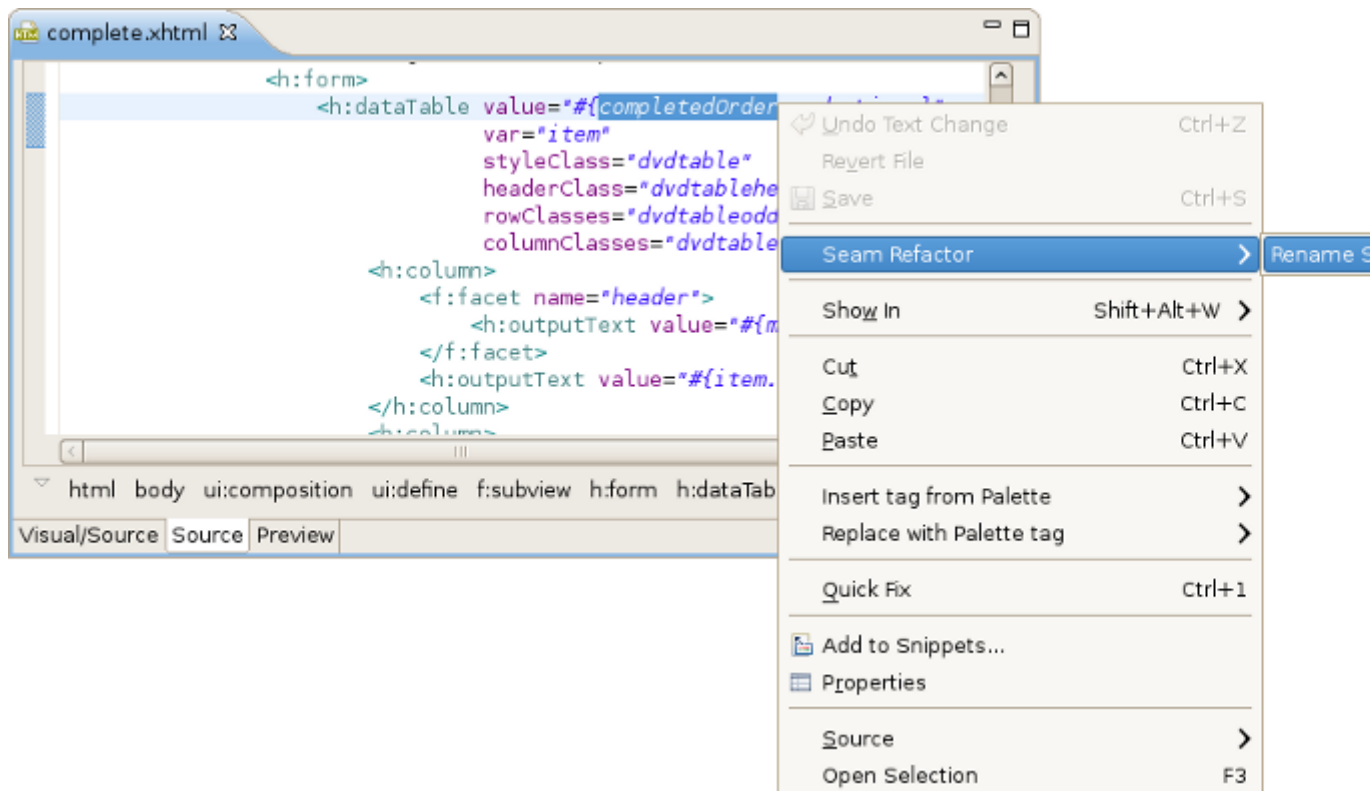 complete.xhtml
<h:form>
<h:dataTable value="#{completedOrder
var="item"
styleClass="dvdtable"
headerClass="dvdtablehe
rowClasses="dvdtableodd
columnClasses="dvdtable
<h:column>
<f:facet name="header">
<h:outputText value="#{m
</f:facet>
<h:outputText value="#{item.
</h:column>
<h:column>
html body ui:composition ui:define f:subview h:form h:dataTab
Visual/Source Source Preview
Undo Text Change Ctrl+Z
Revert File
Save Ctrl+S
Seam Refactor
Rename S
Show In Shift+Alt+W
Cut Ctrl+X
Copy Ctrl+C
Paste Ctrl+V
Insert tag from Palette
Replace with Palette tag
Quick Fix Ctrl+1
Add to Snippets...
Properties
Source
Open Selection F3